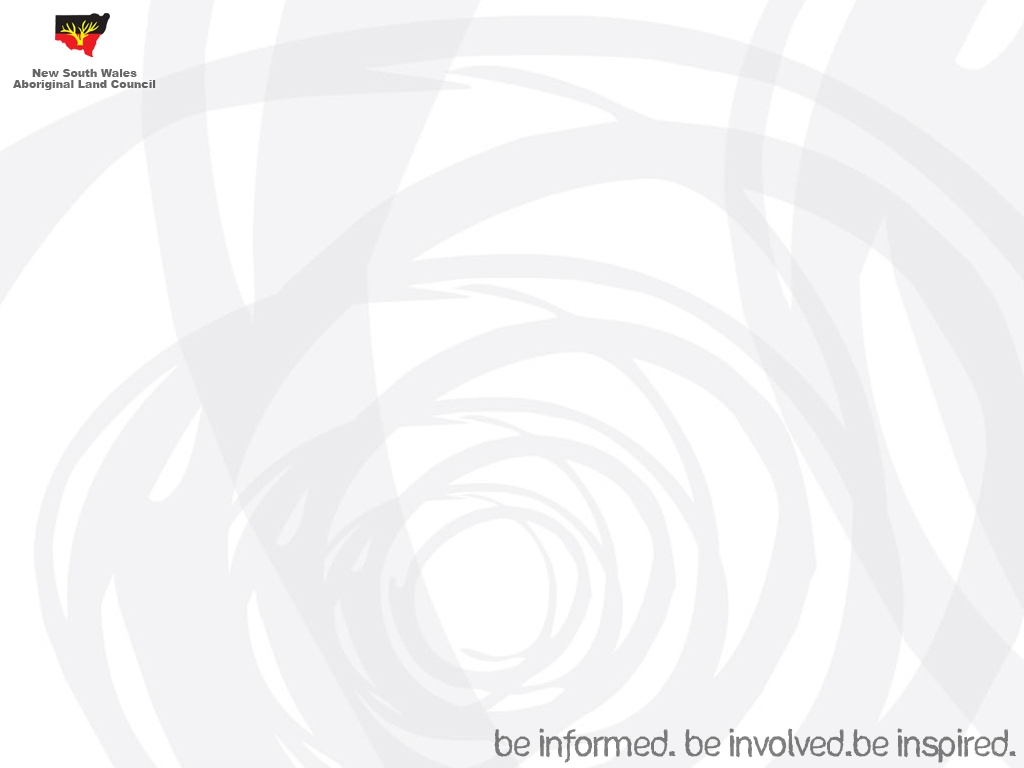 New South Wales
Aboriginal Land Council
be informed. be involved.be inspired.